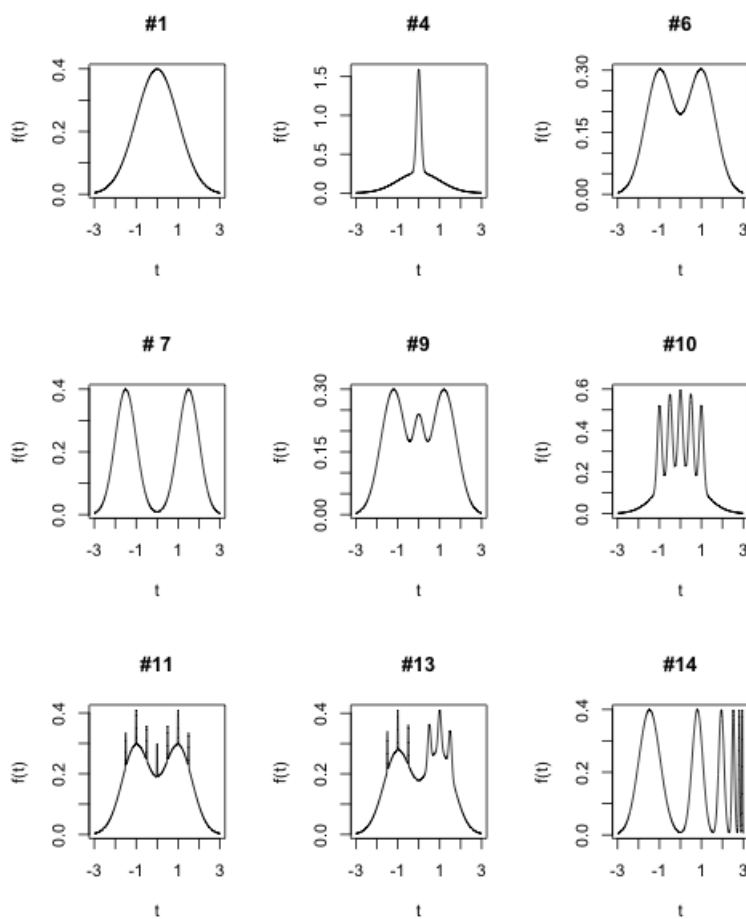 #1 #4 #6
f(t) 0.0 0.2 0.4 f(t) 0.0 0.5 1.0 1.5 f(t) 0.00 0.15 0.30
-3 -1 1 3 -3 -1 1 3 -3 -1 1 3
t t t
# 7 #9 #10
f(t) 0.0 0.2 0.4 f(t) 0.00 0.15 0.30 f(t) 0.0 0.2 0.4 0.6
-3 -1 1 3 -3 -1 1 3 -3 -1 1 3
t t t
#11 #13 #14
f(t) 0.0 0.2 0.4 f(t) 0.0 0.2 0.4 f(t) 0.0 0.2 0.4
-3 -1 1 3 -3 -1 1 3 -3 -1 1 3
t t t